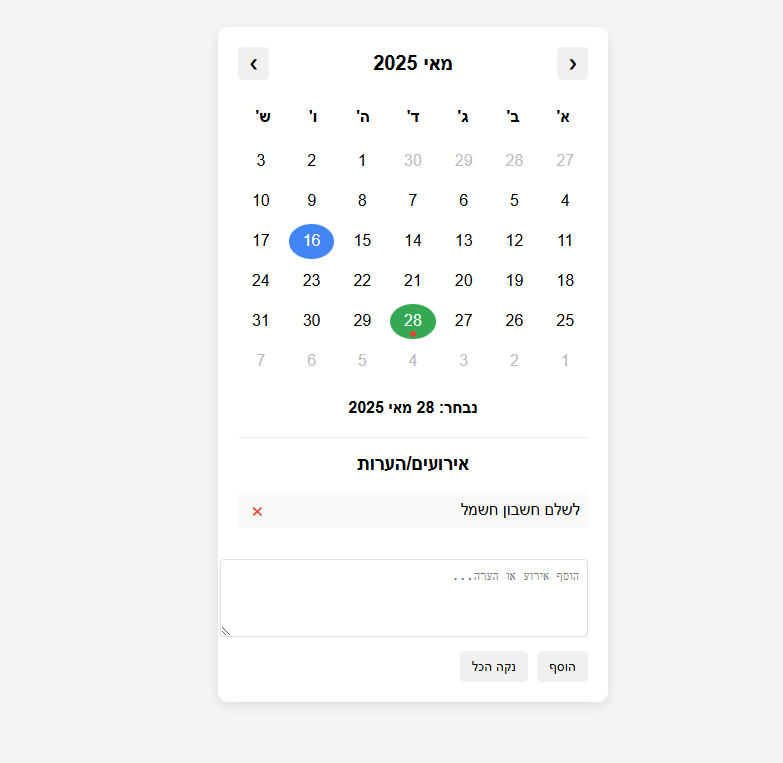 ‹ מאי 2025 ›
א' ב' ג' ד' ה' ו' ש'
27 28 29 30 1 2 3
4 5 6 7 8 9 10
11 12 13 14 15 16 17
18 19 20 21 22 23 24
25 26 27 28 29 30 31
1 2 3 4 5 6 7
נבחר: 28 מאי 2025
אירועים/הערות
לשלם חשבון חשמל ×
הוסף אירוע או הערה...
הוסף נקה הכל